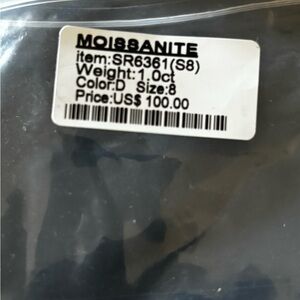 MOISSANITE
item:SR6361(S8)
Weight:1.0ct
Color:D Size:8
Price:US$ 100.00